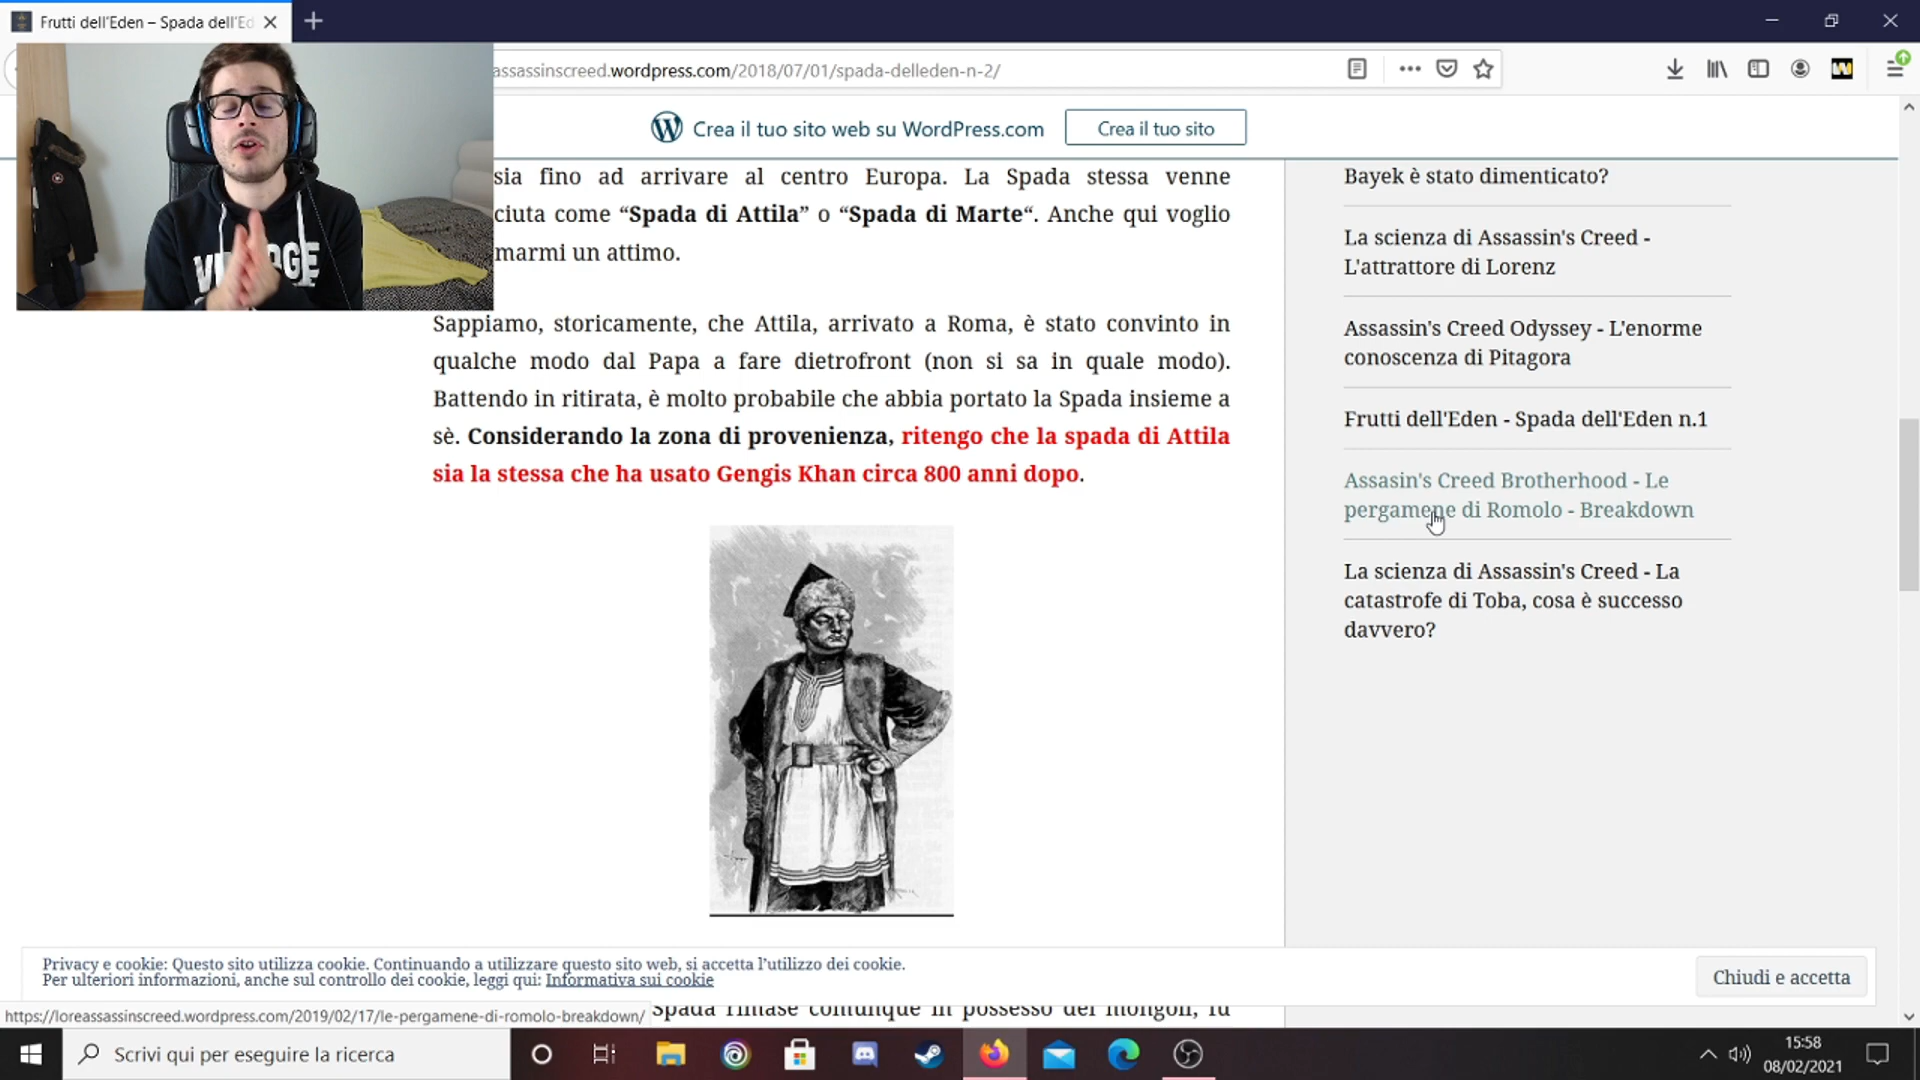 Frutti dell'Eden – Spada dell'Ed
assassinscreed.wordpress.com/2018/07/01/spada-delleden-n-2/
Crea il tuo sito web su WordPress.com
Crea il tuo sito
sia fino ad arrivare al centro Europa. La Spada stessa venne
ciuta come “Spada di Attila” o “Spada di Marte“. Anche qui voglio
marmi un attimo.
Sappiamo, storicamente, che Attila, arrivato a Roma, è stato convinto in
qualche modo dal Papa a fare dietrofront (non si sa in quale modo).
Battendo in ritirata, è molto probabile che abbia portato la Spada insieme a
sè. Considerando la zona di provenienza, ritengo che la spada di Attila
sia la stessa che ha usato Gengis Khan circa 800 anni dopo.
Bayek è stato dimenticato?
La scienza di Assassin's Creed -
L'attrattore di Lorenz
Assassin's Creed Odyssey - L'enorme
conoscenza di Pitagora
Frutti dell'Eden - Spada dell'Eden n.1
Assasin's Creed Brotherhood - Le
pergamene di Romolo - Breakdown
La scienza di Assassin's Creed - La
catastrofe di Toba, cosa è successo
davvero?
Privacy e cookie: Questo sito utilizza cookie. Continuando a utilizzare questo sito web, si accetta l'utilizzo dei cookie.
Per ulteriori informazioni, anche sul controllo dei cookie, leggi qui: Informativa sui cookie
Chiudi e accetta
https://loreassassinscreed.wordpress.com/2019/02/17/le-pergamene-di-romolo-breakdown/
Spada rimase comunque in possesso dei mongoli, fu
Scrivi qui per eseguire la ricerca
15:58
08/02/2021